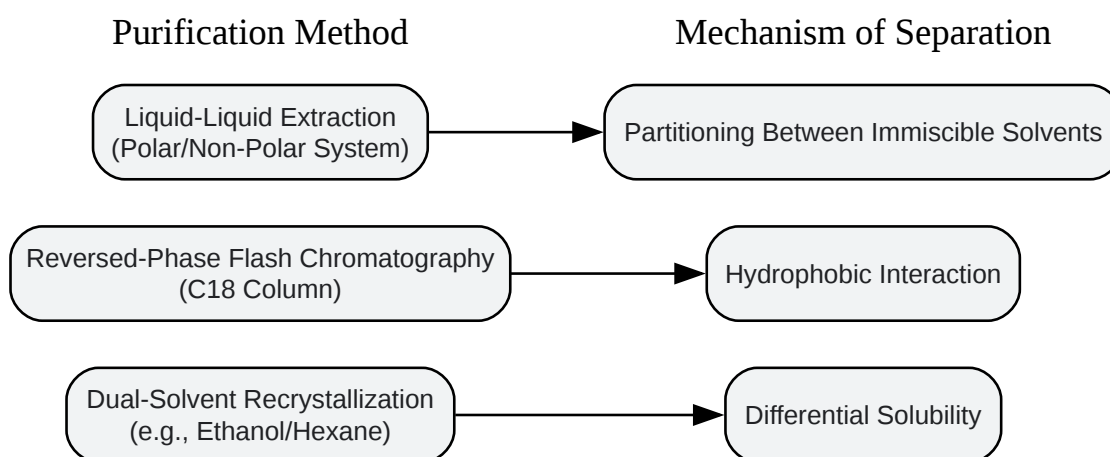 Purification Method
Mechanism of Separation
Liquid-Liquid Extraction
(Polar/Non-Polar System)
Partitioning Between Immiscible Solvents
Reversed-Phase Flash Chromatography
(C18 Column)
Hydrophobic Interaction
Dual-Solvent Recrystallization
(e.g., Ethanol/Hexane)
Differential Solubility